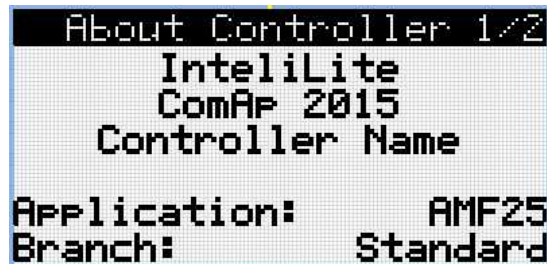 About Controller 1/2
InteliLite
ComAp 2015
Controller Name
Application: AMF25
Branch: Standard